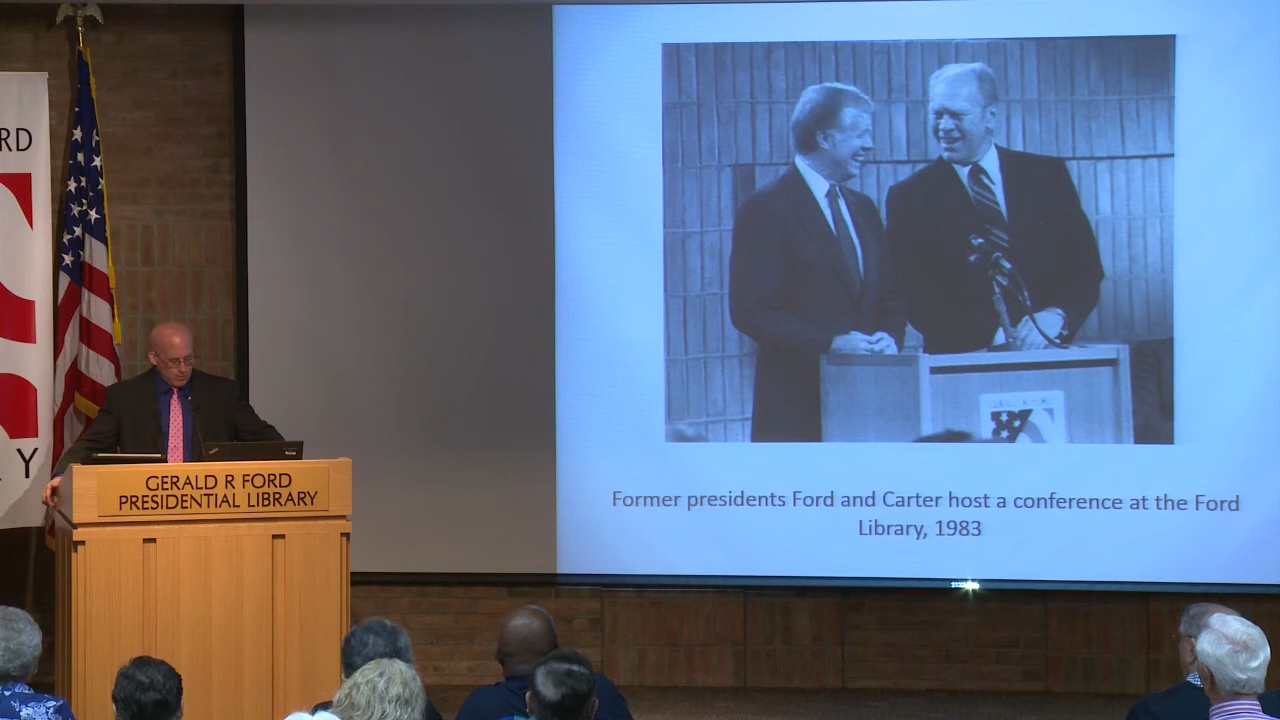 RD
Y
GERALD R FORD
PRESIDENTIAL LIBRARY
Former presidents Ford and Carter host a conference at the Ford
Library, 1983